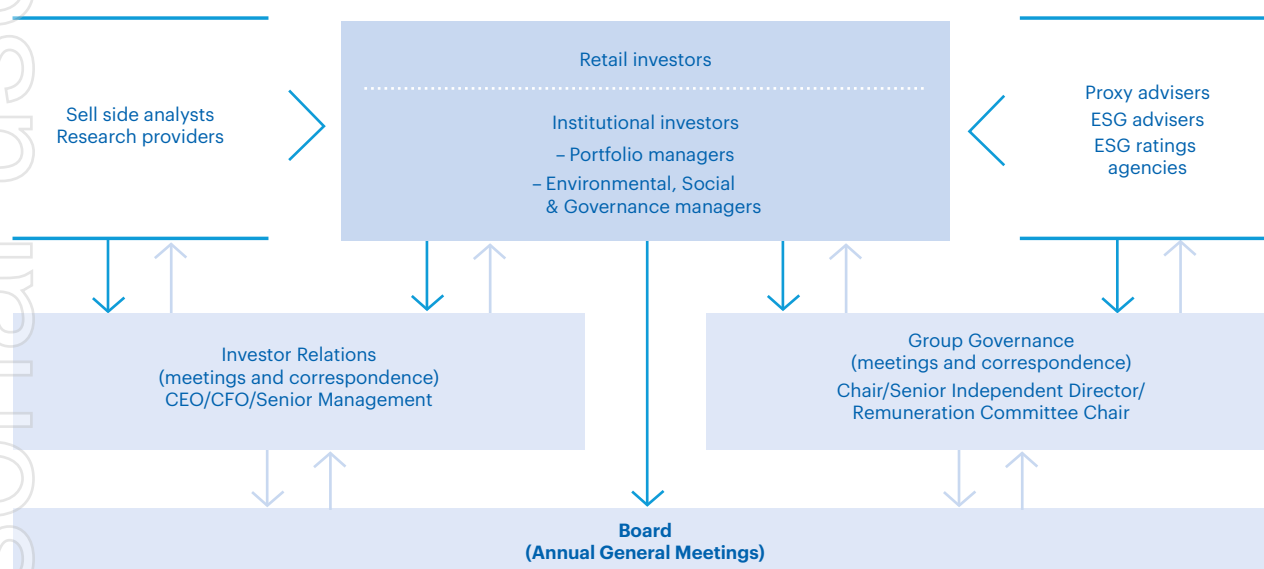 Sell side analysts
Research providers
Retail investors
Institutional investors
– Portfolio managers
– Environmental, Social
& Governance managers
Proxy advisers
ESG advisers
ESG ratings
agencies
Investor Relations
(meetings and correspondence)
CEO/CFO/Senior Management
Group Governance
(meetings and correspondence)
Chair/Senior Independent Director/
Remuneration Committee Chair
Board
(Annual General Meetings)